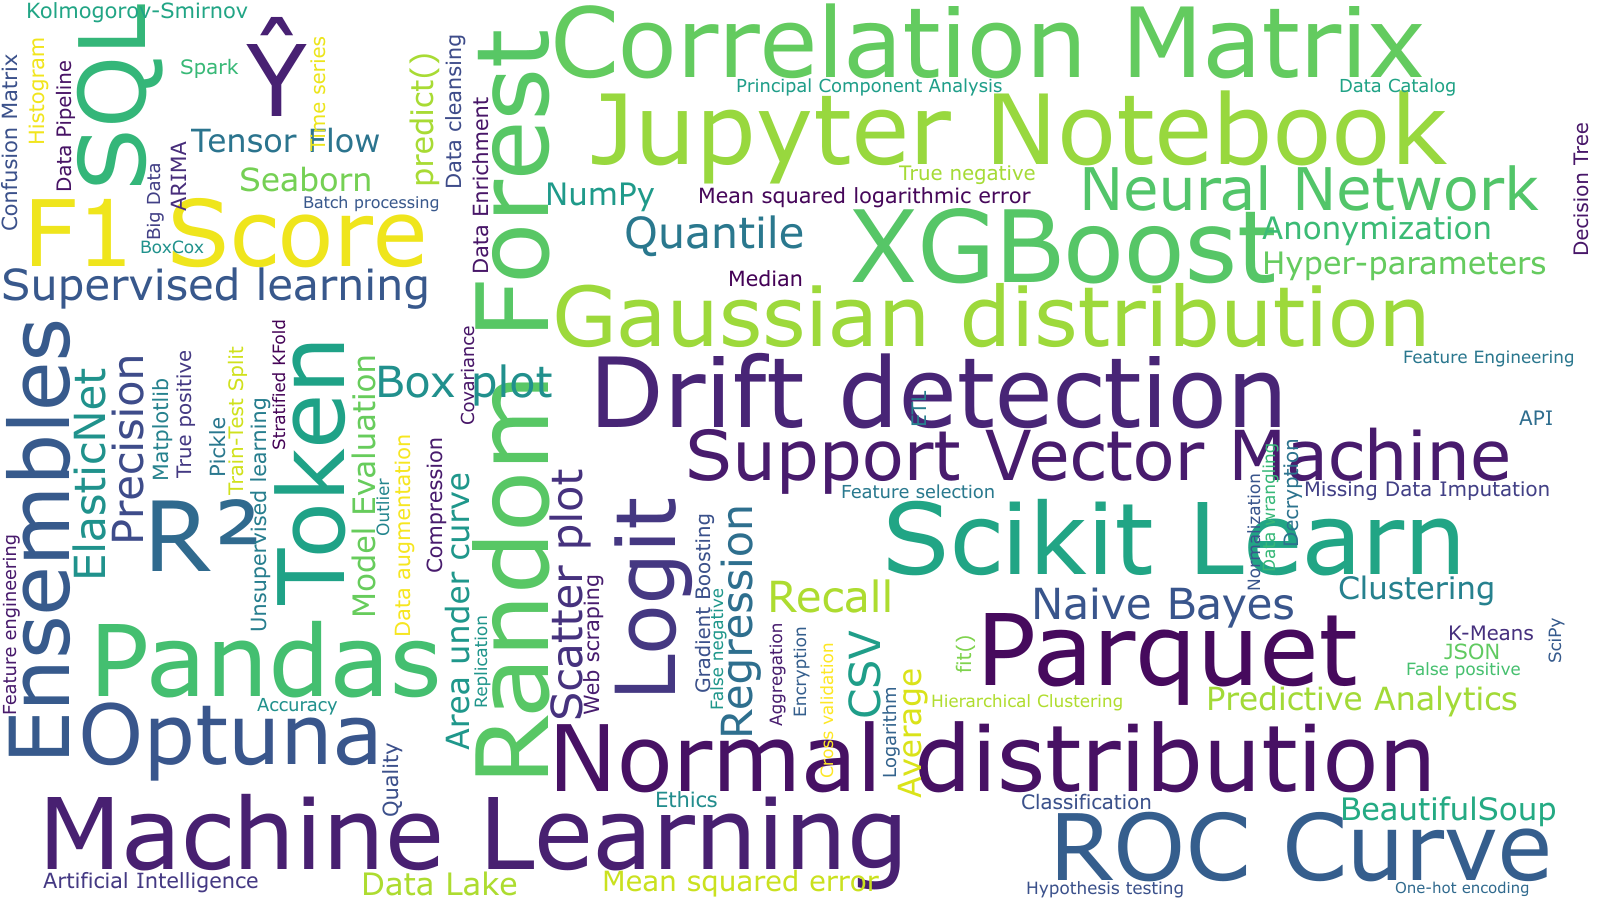 Kolmogorov-Smirnov
SQL
Ŷ
Spark
Time series
Confusion Matrix
Histogram
Data Pipeline
Big Data
ARIMA
Tensor Flow
Seaborn
Batch processing
predict()
Data cleansing
Data Enrichment
F1 Score
BoxCox
Supervised learning
Random Forest
Correlation Matrix
Principal Component Analysis
Data Catalog
Jupyter Notebook
True negative
NumPy
Mean squared logarithmic error
Neural Network
Decision Tree
Quantile
XGBoost
Anonymization
Hyper-parameters
Median
Gaussian distribution
Ensembles
ElasticNet
Precision
Matplotlib
True positive
Pickle
Train-Test Split
Unsupervised learning
Stratified KFold
Token
Model Evaluation
Box plot
Covariance
Outlier
Data augmentation
Compression
Drift detection
ETL
Feature Engineering
API
Support Vector Machine
Feature selection
Missing Data Imputation
Normalization
Data wrangling
Decryption
R²
Area under curve
Scatter plot
Logit
Scikit Learn
Gradient Boosting
False negative
Regression
Recall
Naive Bayes
Clustering
Feature engineering
Pandas
Replication
Web scraping
Aggregation
Encryption
Cross validation
CSV
Logarithm
Average
fit()
Parquet
K-Means
JSON
False positive
SciPy
Hierarchical Clustering
Predictive Analytics
Accuracy
Optuna
Quality
Normal distribution
Machine Learning
Ethics
Classification
BeautifulSoup
ROC Curve
Artificial Intelligence
Data Lake
Mean squared error
Hypothesis testing
One-hot encoding